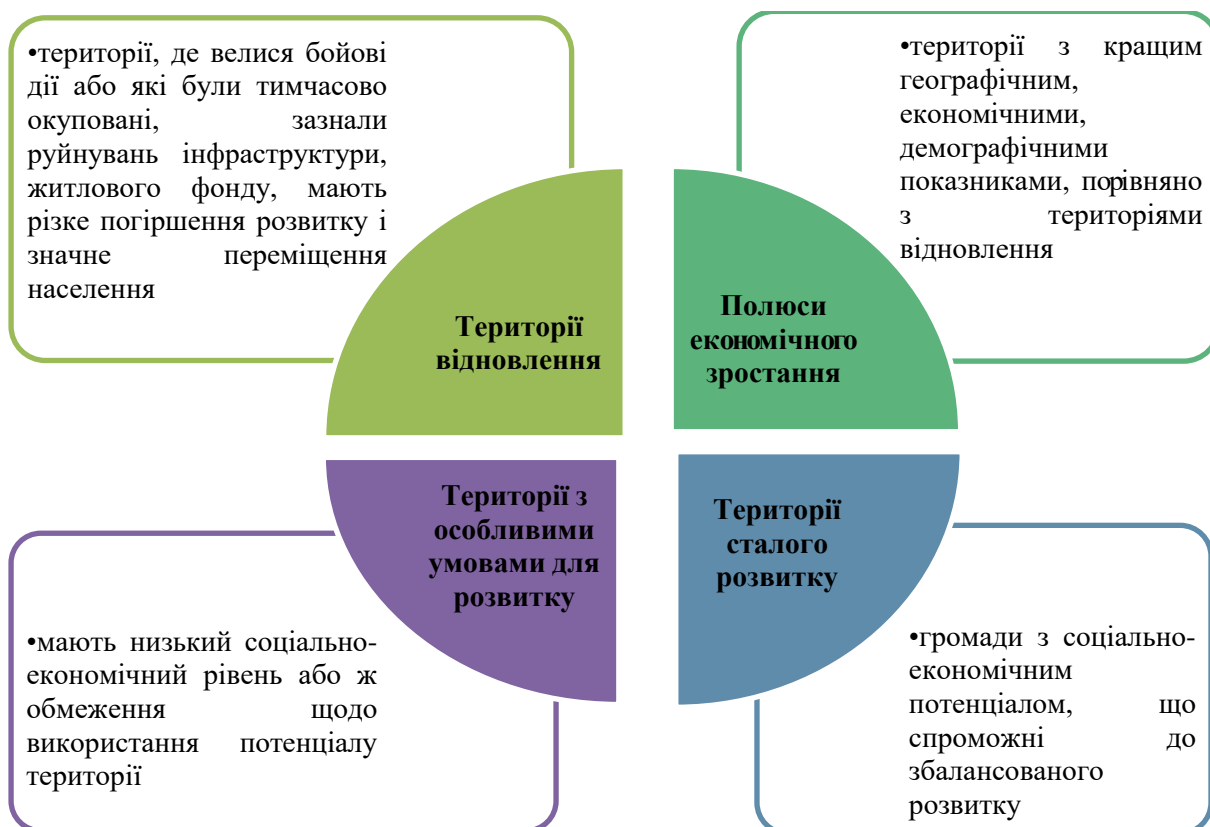 •території, де велися бойові
дії або які були тимчасово
окуповані, зазнали
руйнувань інфраструктури,
житлового фонду, мають
різке погіршення розвитку і
значне переміщення
населення
•території з кращим
географічним,
економічними,
демографічними
показниками, порівняно
з територіями
відновлення
Території
відновлення
Полюси
економічного
зростання
Території з
особливими
умовами для
розвитку
Території
сталого
розвитку
•мають низький соціально-
економічний рівень або ж
обмеження щодо
використання потенціалу
території
•громади з соціально-
економічним
потенціалом, що
спроможні до
збалансованого
розвитку